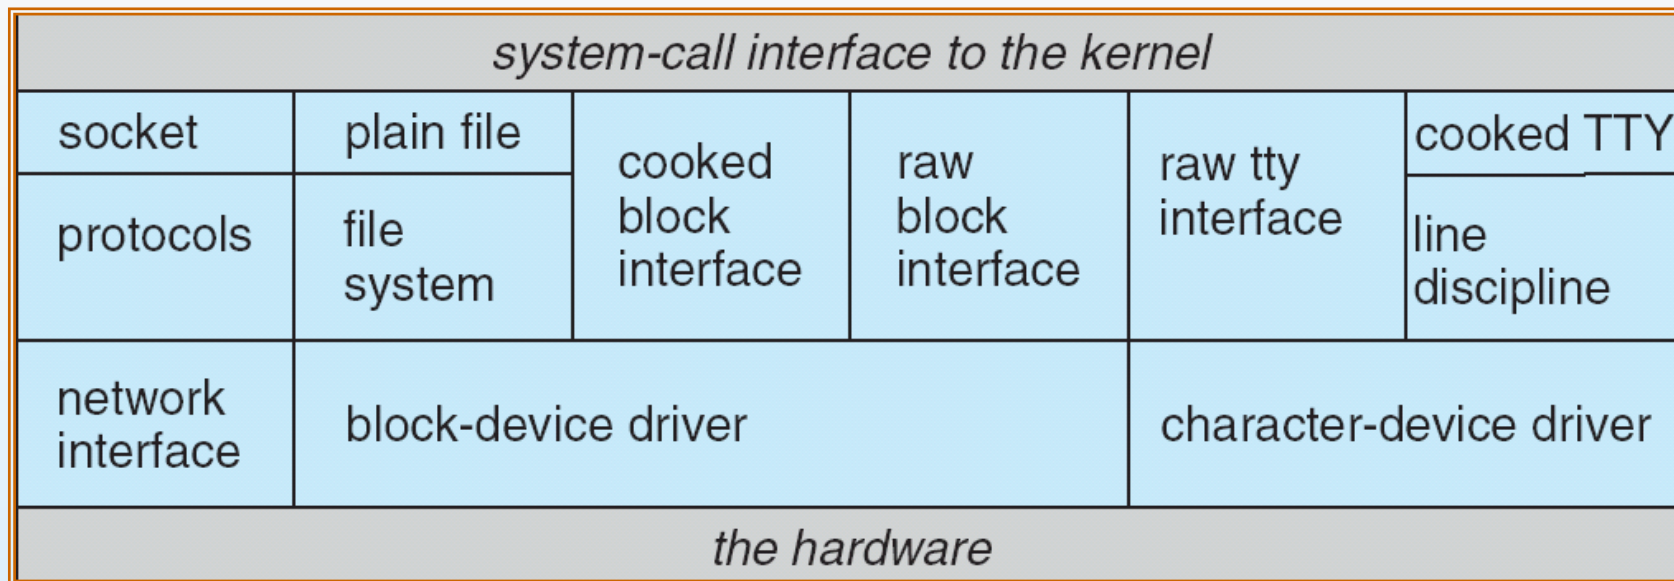 system-call interface to the kernel
socket
plain file
cooked
block
interface
raw
block
interface
raw tty
interface
cooked TTY
protocols
file
system
line
discipline
network
interface
block-device driver
character-device driver
the hardware